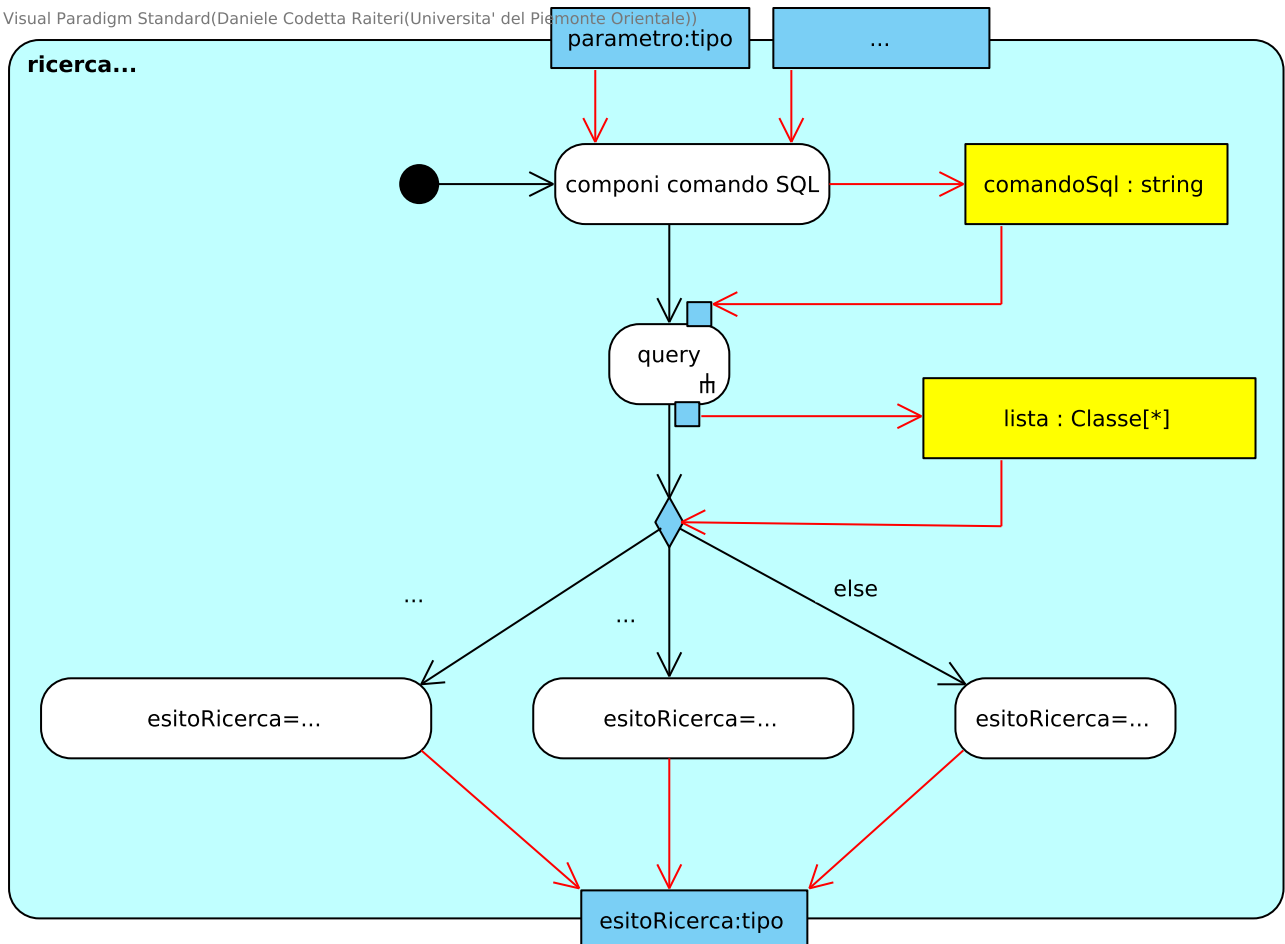 Visual Paradigm Standard(Daniele Codetta Raiteri(Universita' del Piemonte Orientale))
parametro:tipo
...
ricerca...
componi comando SQL
comandoSql : string
query
lista : Classe[*]
else
...
...
esitoRicerca=...
esitoRicerca=...
esitoRicerca=...
esitoRicerca:tipo